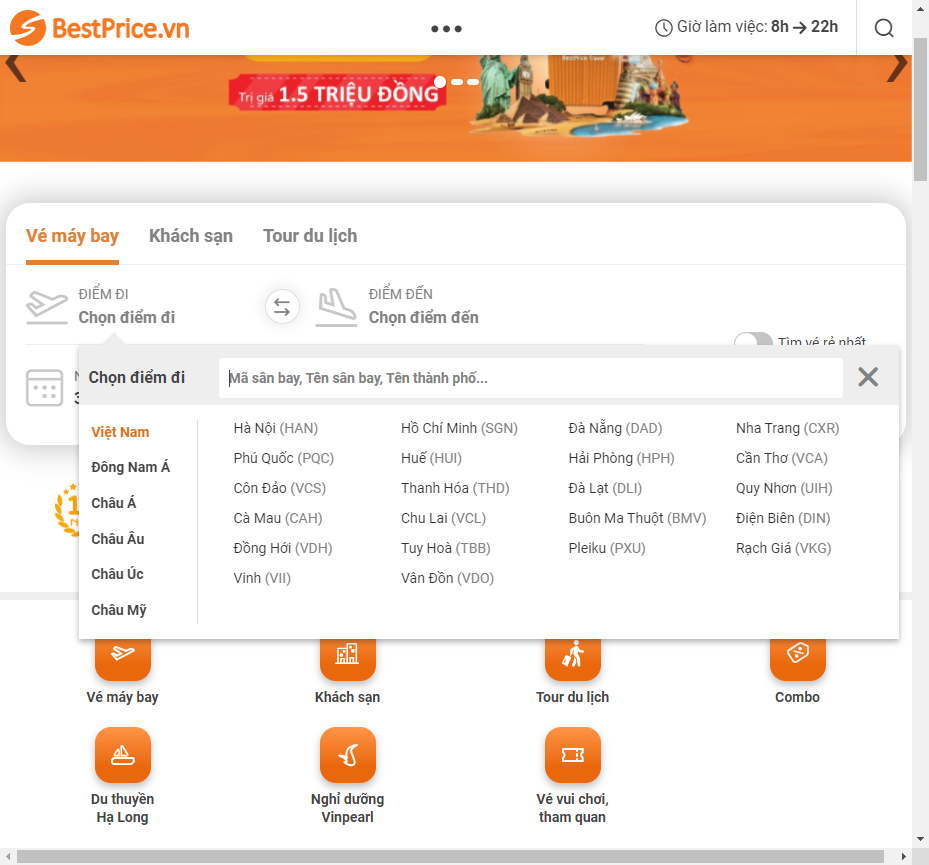 BestPrice.vn
Giờ làm việc: 8h → 22h
Trị giá 1.5 TRIỆU ĐỒNG
BestPrice Travel
Vé máy bay Khách sạn Tour du lịch
ĐIỂM ĐI
Chọn điểm đi
ĐIỂM ĐẾN
Chọn điểm đến
Tìm vé rẻ nhất
Chọn điểm đi
Mã sân bay, Tên sân bay, Tên thành phố...
Việt Nam
Đông Nam Á
Châu Á
Châu Âu
Châu Úc
Châu Mỹ
Hà Nội (HAN) Hồ Chí Minh (SGN) Đà Nẵng (DAD) Nha Trang (CXR)
Phú Quốc (PQC) Huế (HUI) Hải Phòng (HPH) Cần Thơ (VCA)
Côn Đảo (VCS) Thanh Hóa (THD) Đà Lạt (DLI) Quy Nhơn (UIH)
Cà Mau (CAH) Chu Lai (VCL) Buôn Ma Thuột (BMV) Điện Biên (DIN)
Đồng Hới (VDH) Tuy Hoà (TBB) Pleiku (PXU) Rạch Giá (VKG)
Vinh (VII) Vân Đồn (VDO)
Vé máy bay
Khách sạn
Tour du lịch
Combo
Du thuyền
Hạ Long
Nghỉ dưỡng
Vinpearl
Vé vui chơi,
tham quan